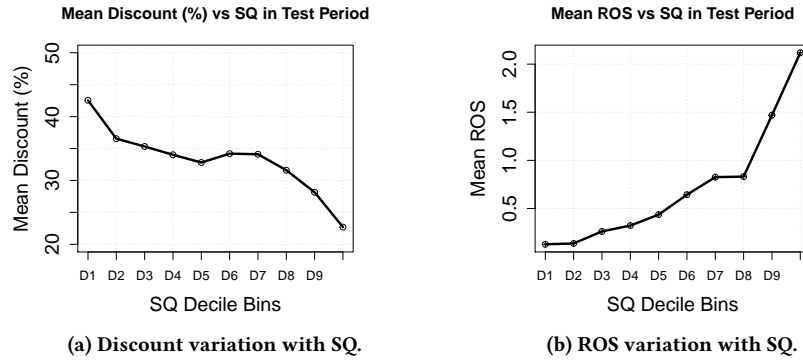 Mean Discount (%) vs SQ in Test Period
50
40
30
20
Mean Discount (%)
D1 D2 D3 D4 D5 D6 D7 D8 D9
SQ Decile Bins
(a) Discount variation with SQ.
Mean ROS vs SQ in Test Period
2.0
1.5
1.0
0.5
Mean ROS
D1 D2 D3 D4 D5 D6 D7 D8 D9
SQ Decile Bins
(b) ROS variation with SQ.